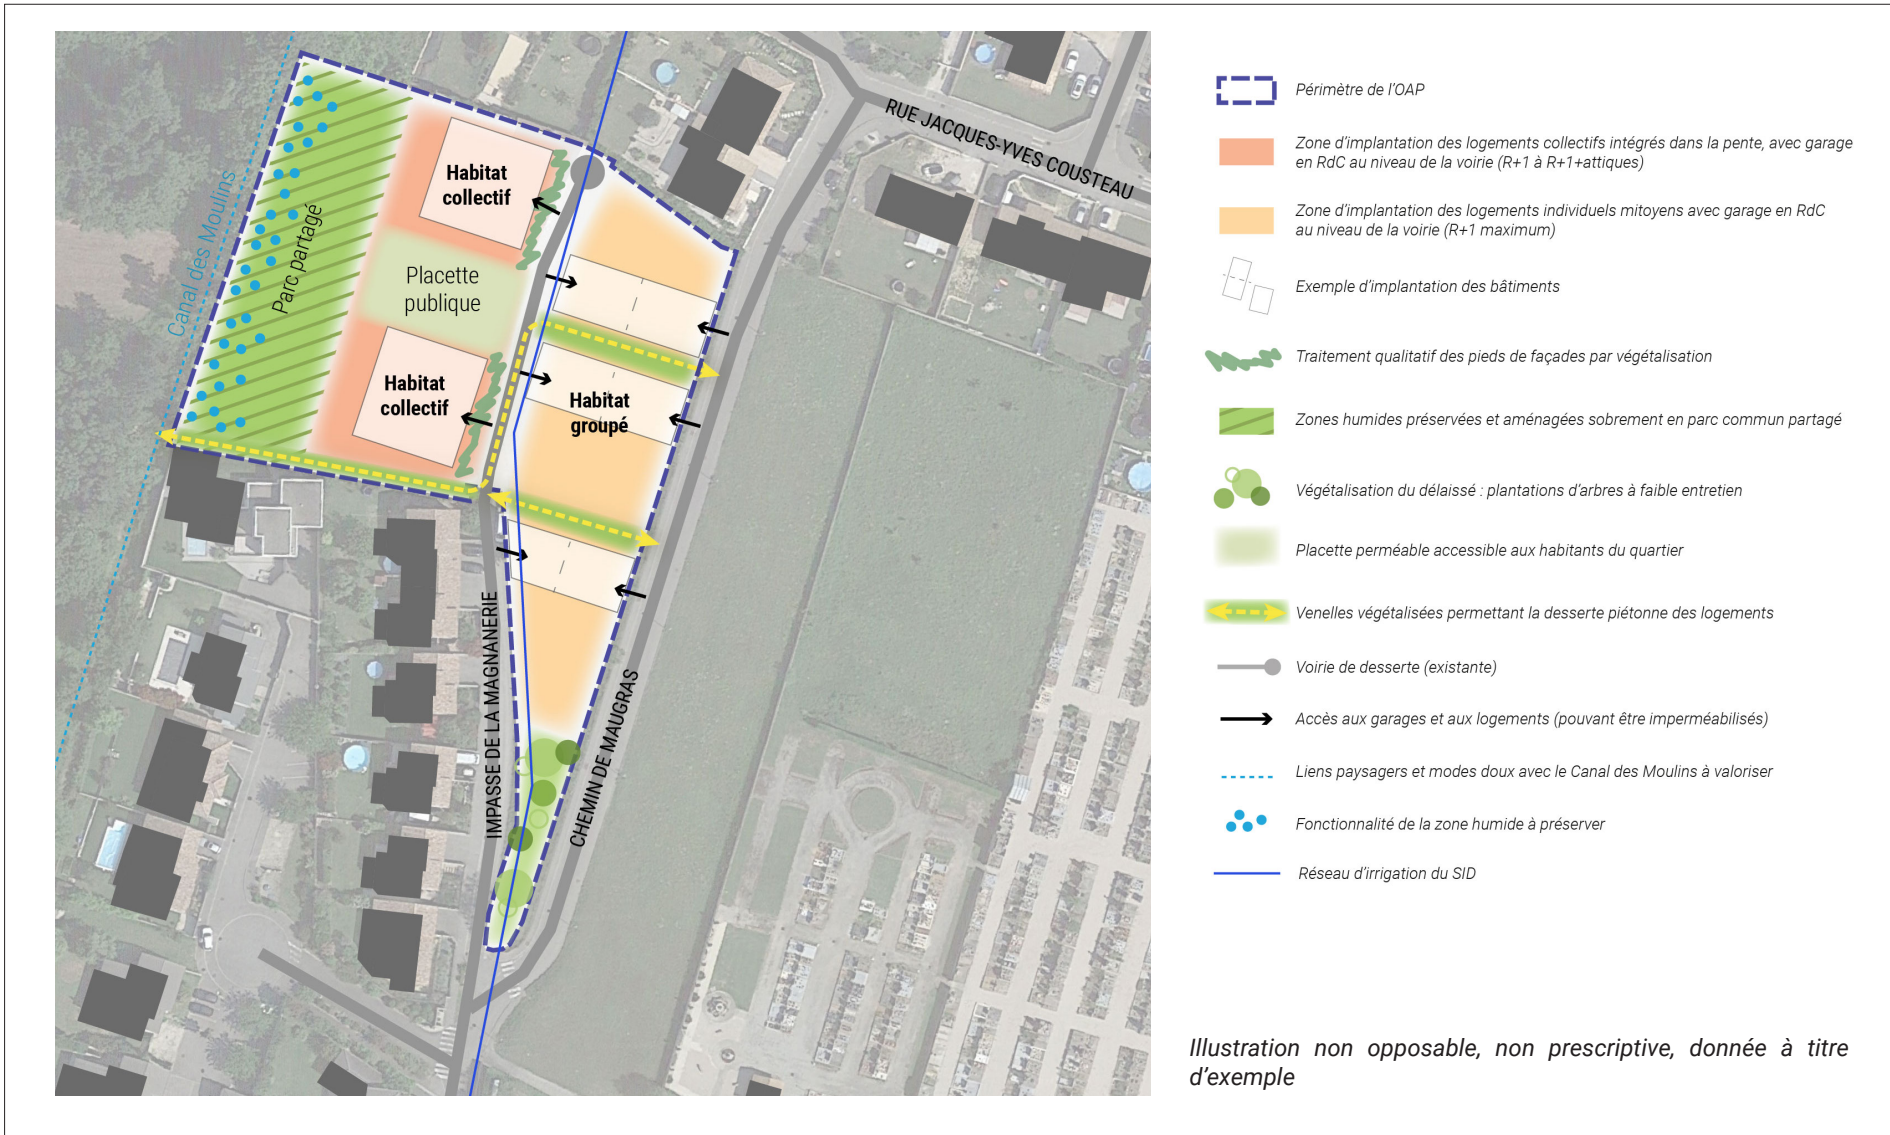 RUE JACQUES-YVES COUSTEAU
Canal des Moulins
Parc partagé
Habitat
collectif
Placette
publique
Habitat
collectif
Habitat
groupé
IMPASSE DE LA MAGNANERIE
CHEMIN DE MAUGRAS
Périmètre de l'OAP
Zone d'implantation des logements collectifs intégrés dans la pente, avec garage
en RdC au niveau de la voirie (R+1 à R+1+attiques)
Zone d'implantation des logements individuels mitoyens avec garage en RdC
au niveau de la voirie (R+1 maximum)
Exemple d'implantation des bâtiments
Traitement qualitatif des pieds de façades par végétalisation
Zones humides préservées et aménagées sobrement en parc commun partagé
Végétalisation du délaissé : plantations d'arbres à faible entretien
Placette perméable accessible aux habitants du quartier
Venelles végétalisées permettant la desserte piétonne des logements
Voirie de desserte (existante)
Accès aux garages et aux logements (pouvant être imperméabilisés)
Liens paysagers et modes doux avec le Canal des Moulins à valoriser
Fonctionnalité de la zone humide à préserver
Réseau d'irrigation du SID
Illustration non opposable, non prescriptive, donnée à titre
d'exemple